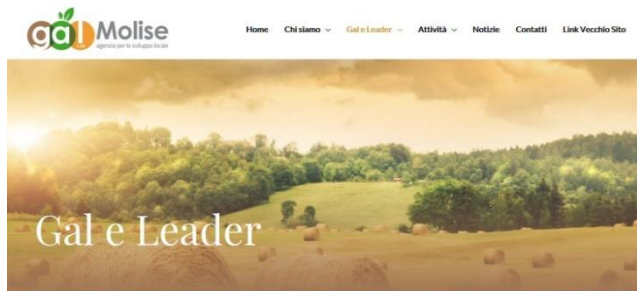 gal Molise
agenzia per lo sviluppo locale
Home Chi siamo Gal e Leader Attività Notizie Contatti Link Vecchio Sito
Gal e Leader